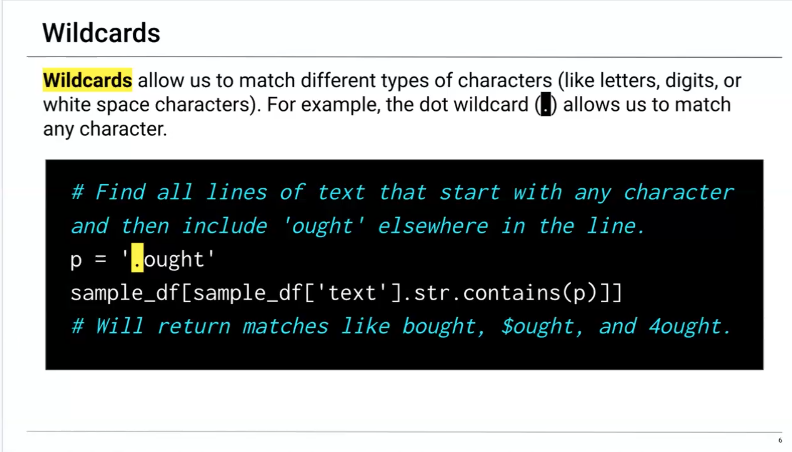 Wildcards
Wildcards allow us to match different types of characters (like letters, digits, or
white space characters). For example, the dot wildcard (.) allows us to match
any character.
# Find all lines of text that start with any character
and then include 'ought' elsewhere in the line.
p = '.ought'
sample_df[sample_df['text'].str.contains(p)]]
# Will return matches like bought, $ought, and 4ought.
6